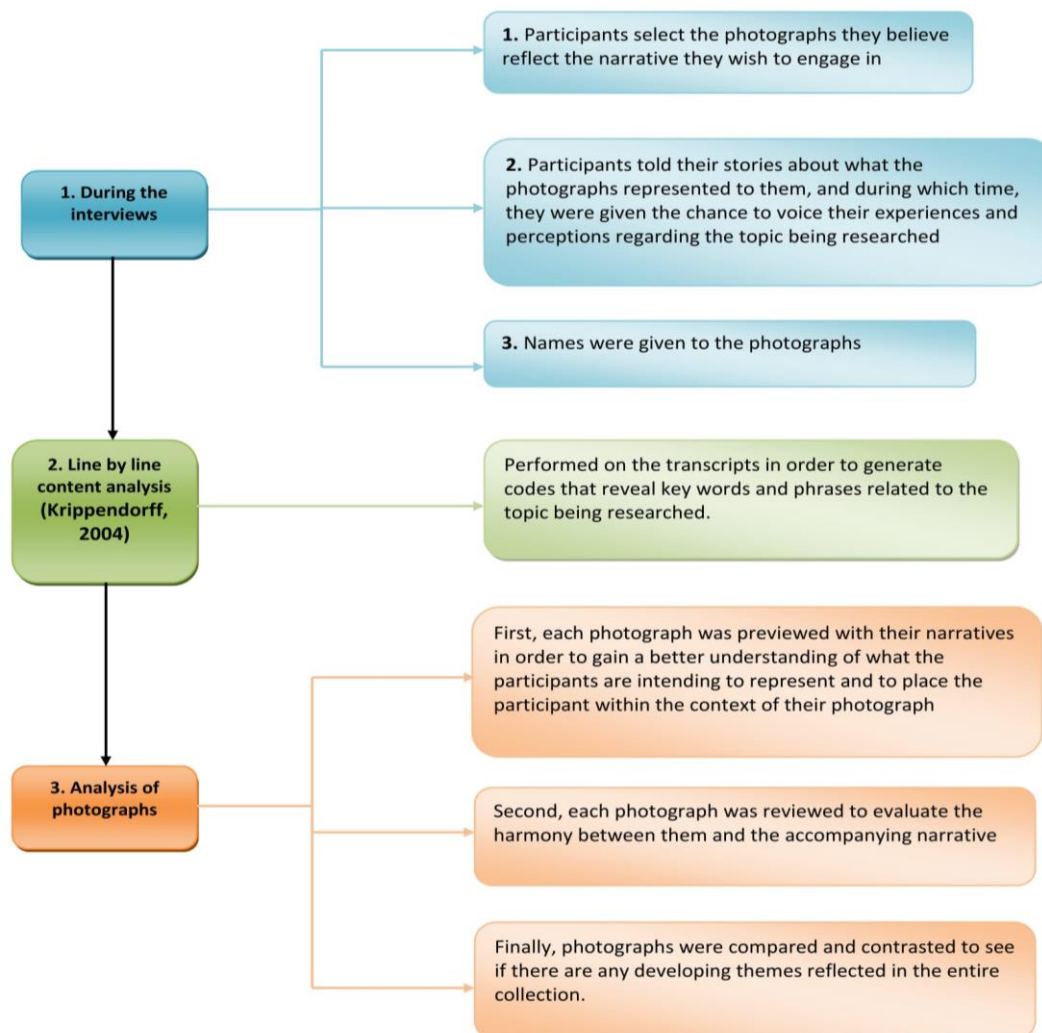 1. Participants select the photographs they believe
reflect the narrative they wish to engage in
1. During the
interviews
2. Participants told their stories about what the
photographs represented to them, and during which time,
they were given the chance to voice their experiences and
perceptions regarding the topic being researched
3. Names were given to the photographs
2. Line by line
content analysis
(Krippendorff,
2004)
Performed on the transcripts in order to generate
codes that reveal key words and phrases related to the
topic being researched.
3. Analysis of
photographs
First, each photograph was previewed with their narratives
in order to gain a better understanding of what the
participants are intending to represent and to place the
participant within the context of their photograph
Second, each photograph was reviewed to evaluate the
harmony between them and the accompanying narrative
Finally, photographs were compared and contrasted to see
if there are any developing themes reflected in the entire
collection.